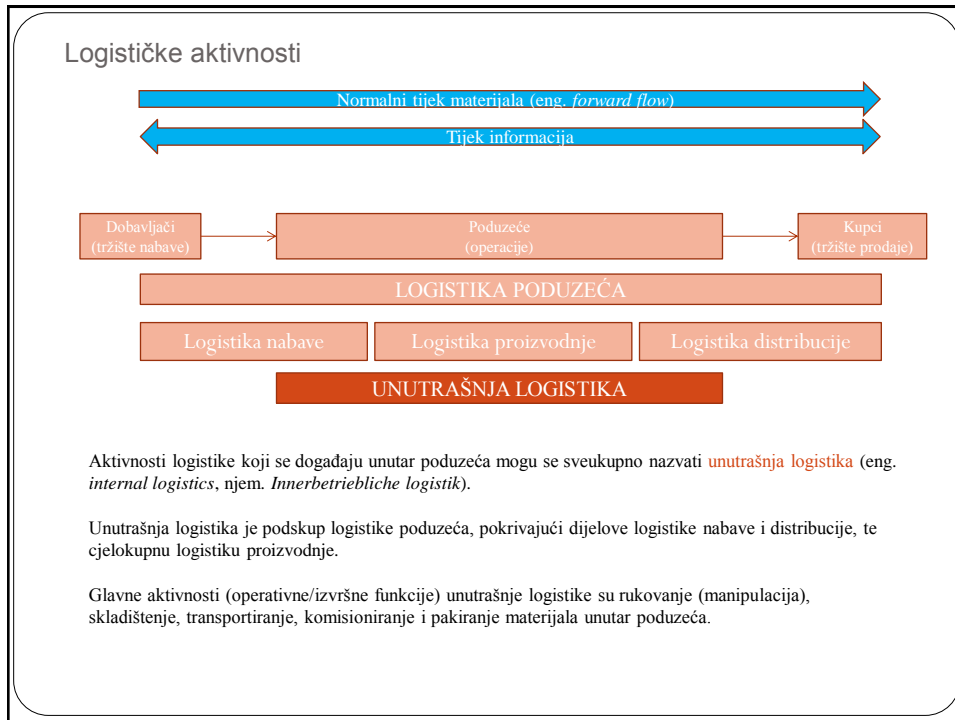 Logističke aktivnosti
Normalni tijek materijala (eng. forward flow)
Tijek informacija
Dobavljači
(tržište nabave)
Poduzeće
(operacije)
Kupci
(tržište prodaje)
LOGISTIKA PODUZEĆA
Logistika nabave
Logistika proizvodnje
Logistika distribucije
UNUTRAŠNJA LOGISTIKA
Aktivnosti logistike koji se događaju unutar poduzeća mogu se sveukupno nazvati unutrašnja logistika (eng.
internal logistics, njem. Innerbetriebliche logistik).
Unutrašnja logistika je podskup logistike poduzeća, pokrivajući dijelove logistike nabave i distribucije, te
cjelokupnu logistiku proizvodnje.
Glavne aktivnosti (operativne/izvršne funkcije) unutrašnje logistike su rukovanje (manipulacija),
skladištenje, transportiranje, komisioniranje i pakiranje materijala unutar poduzeća.